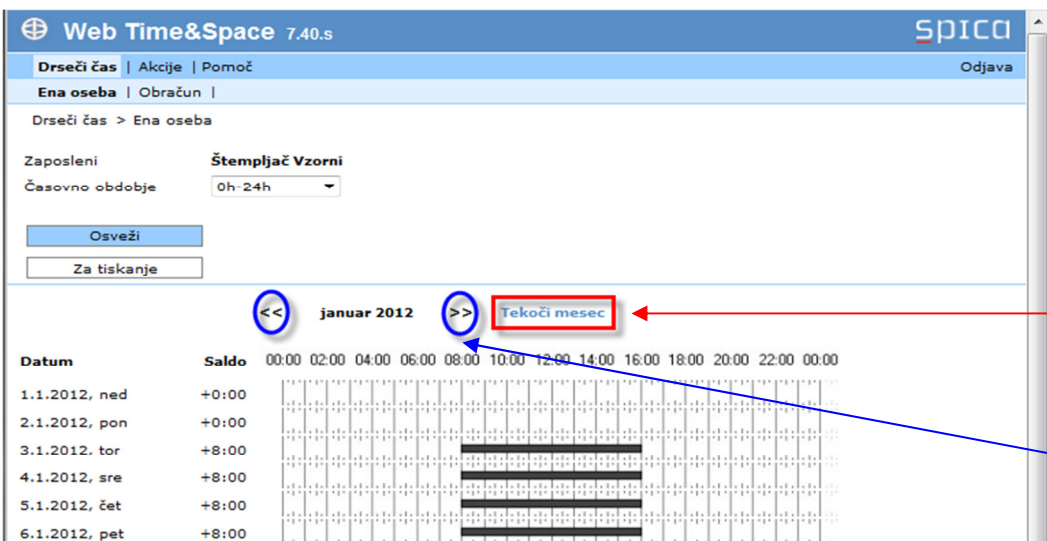 Web Time&Space 7.40.s spica
Drseči čas | Akcije | Pomoč Odjava
Ena oseba | Obračun |
Drseči čas > Ena oseba
Zaposleni Štempljač Vzorni
Časovno obdobje 0h-24h
Osveži
Za tiskanje
<< januar 2012 >> Tekoči mesec
Datum Saldo 00:00 02:00 04:00 06:00 08:00 10:00 12:00 14:00 16:00 18:00 20:00 22:00 00:00
1.1.2012, ned +0:00
2.1.2012, pon +0:00
3.1.2012, tor +8:00
4.1.2012, sre +8:00
5.1.2012, čet +8:00
6.1.2012, pet +8:00